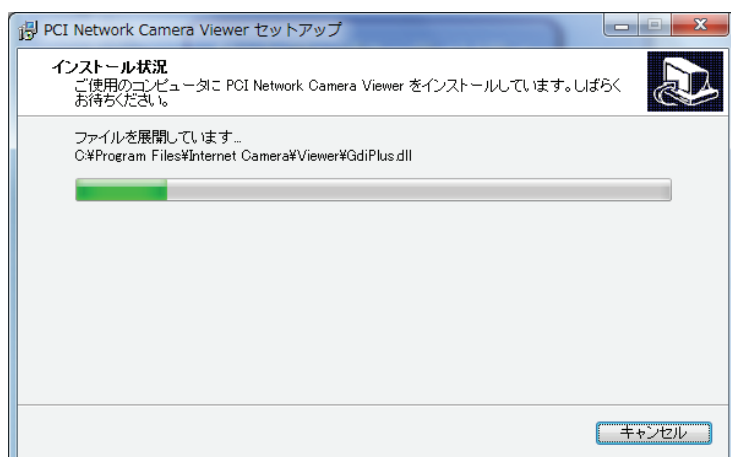 PCI Network Camera Viewer セットアップ
インストール状況
ご使用のコンピュータに PCI Network Camera Viewer をインストールしています。しばらく
お待ちください。
ファイルを展開しています...
C:¥Program Files¥Internet Camera¥Viewer¥GdiPlus.dll
キャンセル